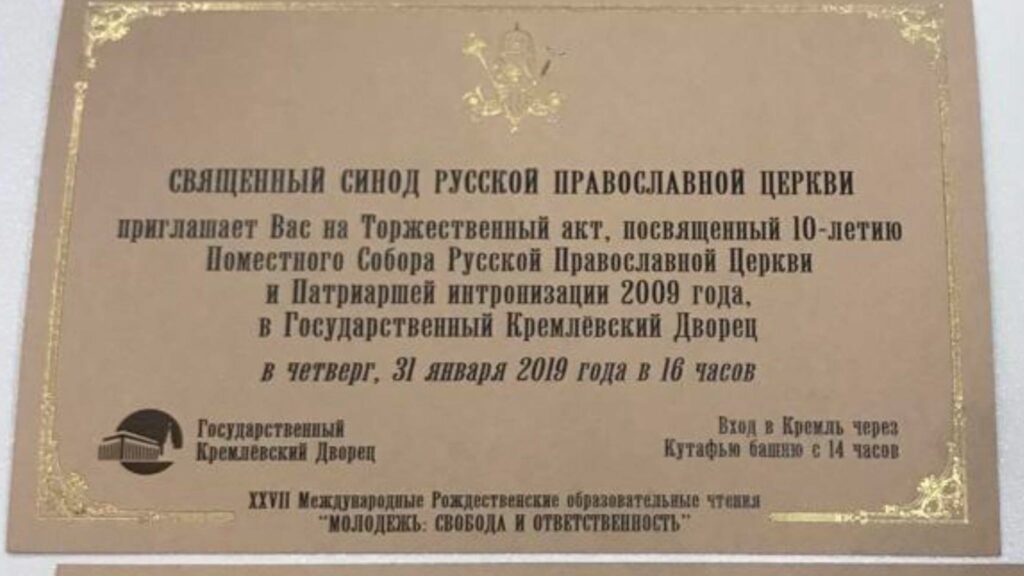 СВЯЩЕННЫЙ СИНОД РУССКОЙ ПРАВОСЛАВНОЙ ЦЕРКВИ
приглашает Вас на Торжественный акт, посвященный 10-летию
Поместного Собора Русской Православной Церкви
и Патриаршей интронизации 2009 года,
в Государственный Кремлёвский Дворец
в четверг, 31 января 2019 года в 16 часов
Государственный
Кремлёвский Дворец
Вход в Кремль через
Кутафью башню с 14 часов
XXVII Международные Рождественские образовательные чтения
"МОЛОДЕЖЬ: СВОБОДА И ОТВЕТСТВЕННОСТЬ"